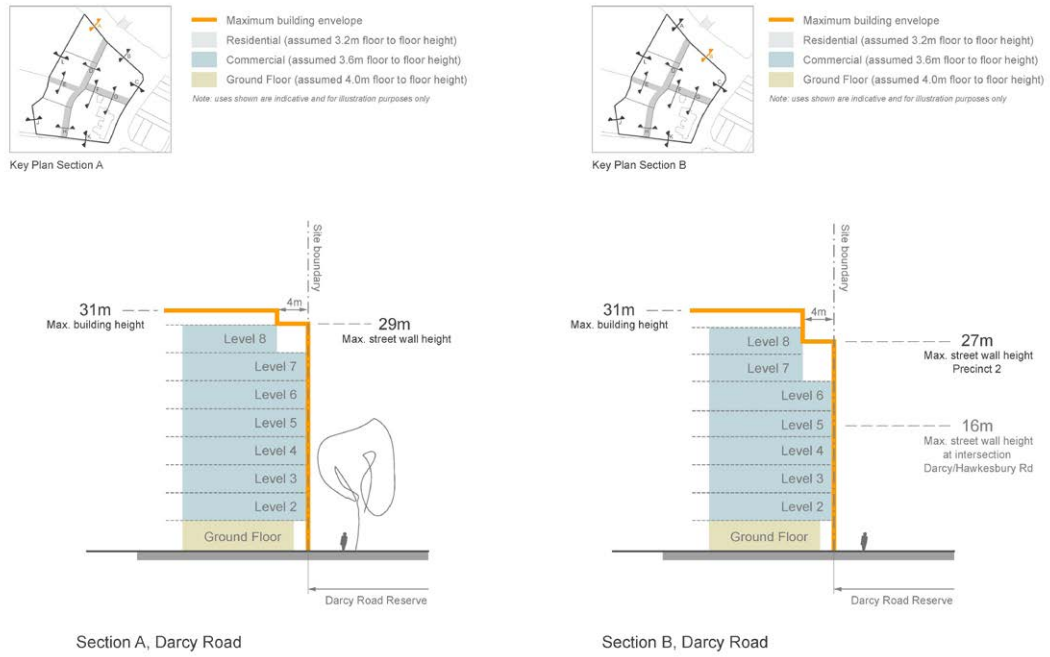 Maximum building envelope
Residential (assumed 3.2m floor to floor height)
Commercial (assumed 3.6m floor to floor height)
Ground Floor (assumed 4.0m floor to floor height)
Note: uses shown are indicative and for illustration purposes only
Key Plan Section A
Site boundary
31m
Max. building height
4m
29m
Max. street wall height
Level 8
Level 7
Level 6
Level 5
Level 4
Level 3
Level 2
Ground Floor
Darcy Road Reserve
Section A, Darcy Road
Maximum building envelope
Residential (assumed 3.2m floor to floor height)
Commercial (assumed 3.6m floor to floor height)
Ground Floor (assumed 4.0m floor to floor height)
Note: uses shown are indicative and for illustration purposes only
Key Plan Section B
Site boundary
31m
Max. building height
4m
27m
Max. street wall height
Precinct 2
16m
Max. street wall height
at intersection
Darcy/Hawkesbury Rd
Level 8
Level 7
Level 6
Level 5
Level 4
Level 3
Level 2
Ground Floor
Darcy Road Reserve
Section B, Darcy Road